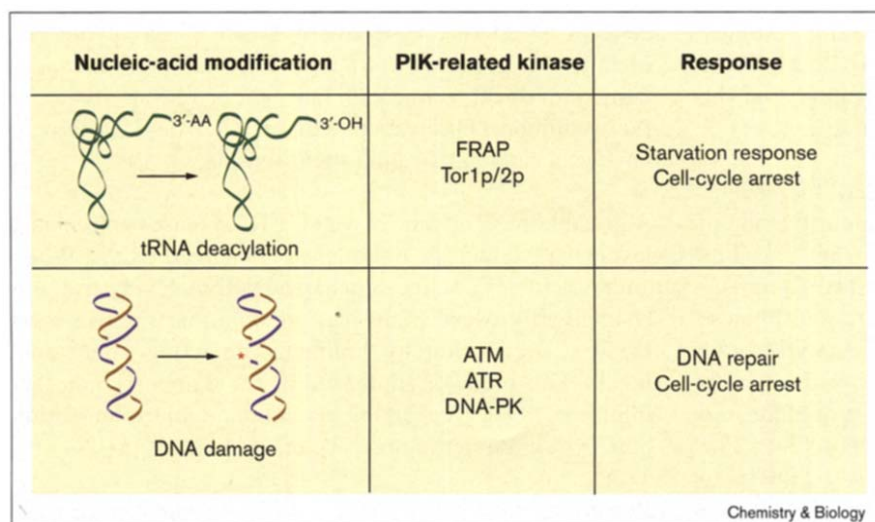 Nucleic-acid modification PIK-related kinase Response
3′-AA 3′-OH
tRNA deacylation
FRAP
Tor1p/2p
Starvation response
Cell-cycle arrest
DNA damage
ATM
ATR
DNA-PK
DNA repair
Cell-cycle arrest
Chemistry & Biology